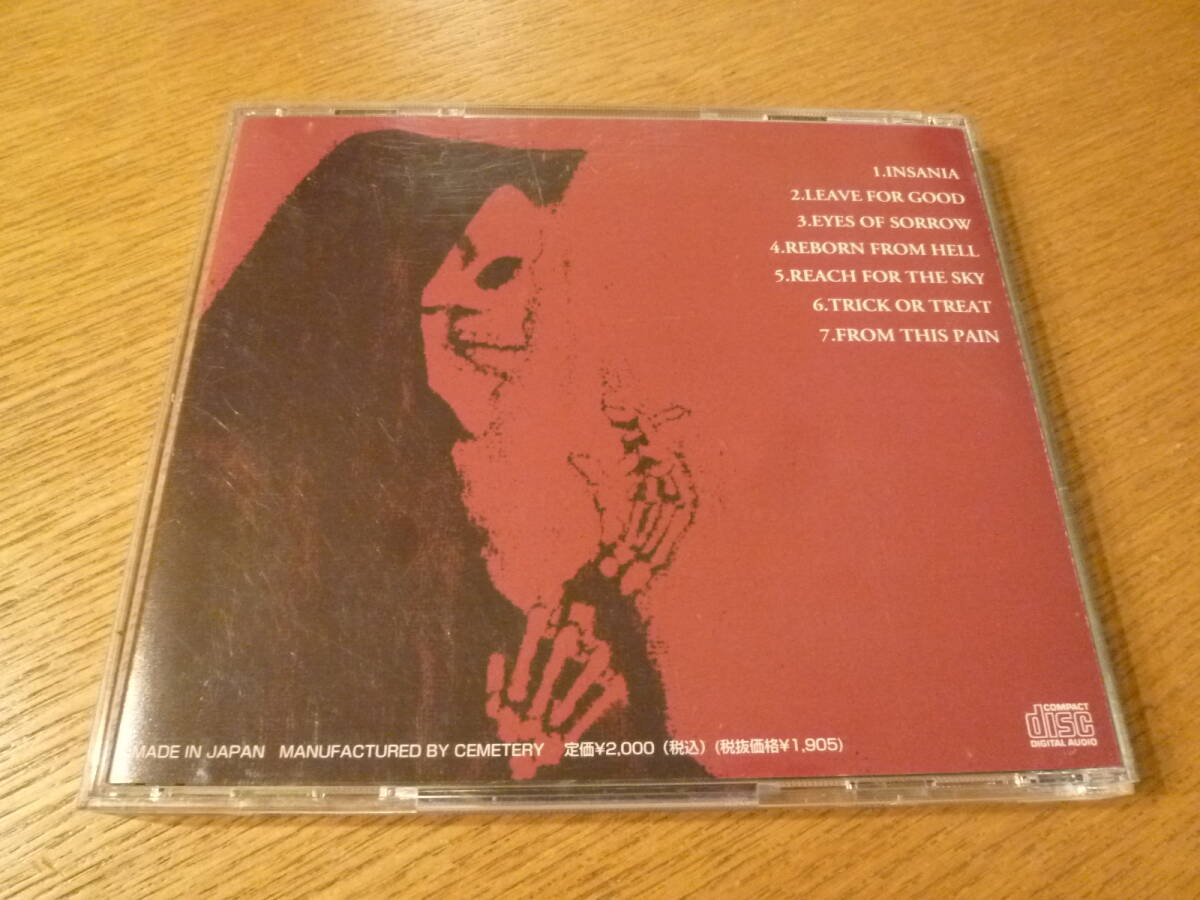 1.INSANIA
2.LEAVE FOR GOOD
3.EYES OF SORROW
4.REBORN FROM HELL
5.REACH FOR THE SKY
6.TRICK OR TREAT
7.FROM THIS PAIN
COMPACT
disc
DIGITAL AUDIO
MADE IN JAPAN MANUFACTURED BY CEMETERY 定価¥2,000（税込）（税抜価格¥1,905）